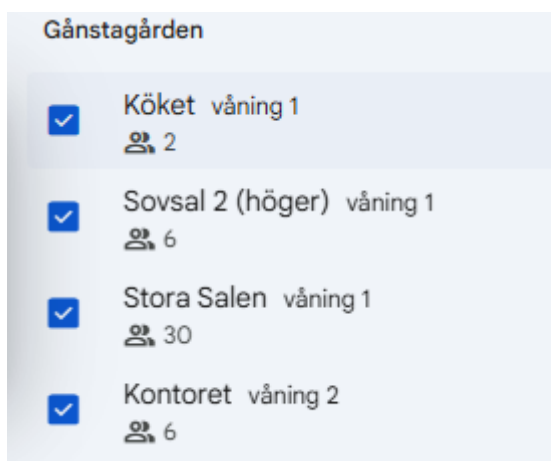 Gånstagården
Köket våning 1
2
Sovsal 2 (höger) våning 1
6
Stora Salen våning 1
30
Kontoret våning 2
6